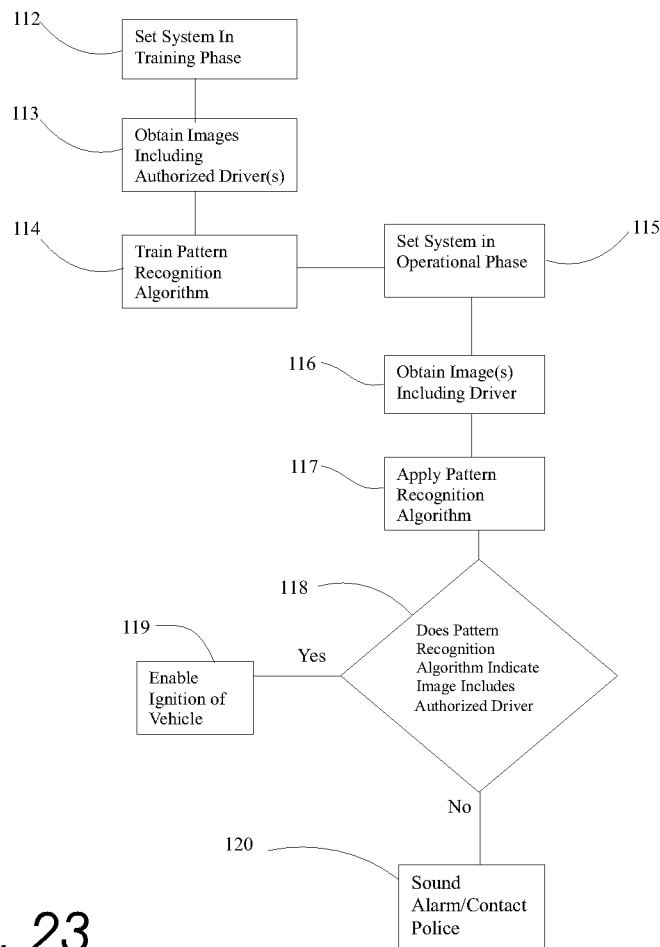 112
Set System In
Training Phase
113
Obtain Images
Including
Authorized Driver(s)
114
Train Pattern
Recognition
Algorithm
115
Set System in
Operational Phase
116
Obtain Image(s)
Including Driver
117
Apply Pattern
Recognition
Algorithm
118
Does Pattern
Recognition
Algorithm Indicate
Image Includes
Authorized Driver
119
Yes
Enable
Ignition of
Vehicle
No
120
Sound
Alarm/Contact
Police
. 23